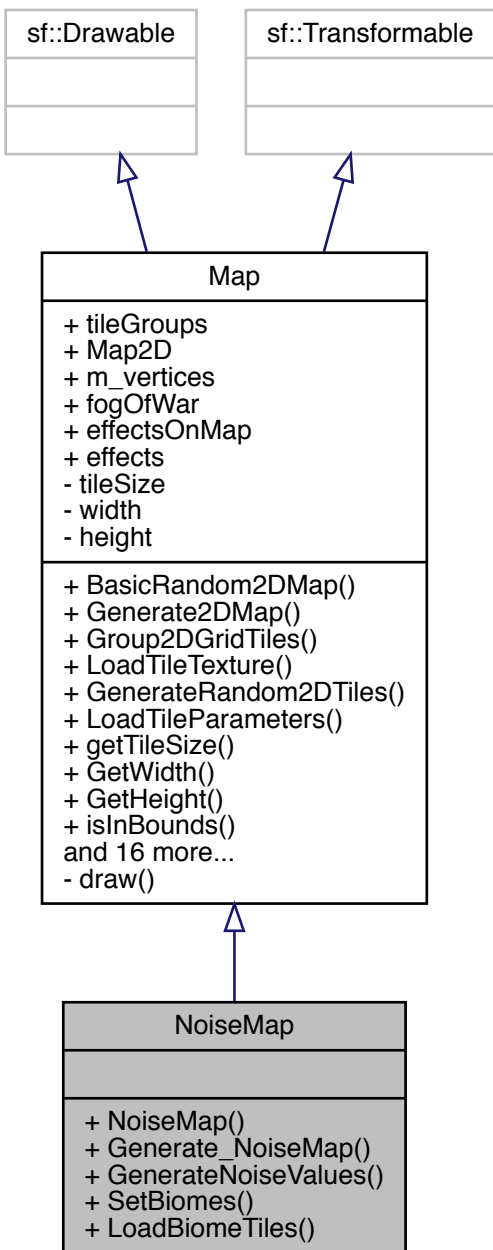 sf::Drawable
sf::Transformable
Map
+ tileGroups
+ Map2D
+ m_vertices
+ fogOfWar
+ effectsOnMap
+ effects
- tileSize
- width
- height
+ BasicRandom2DMap()
+ Generate2DMap()
+ Group2DGridTiles()
+ LoadTileTexture()
+ GenerateRandom2DTiles()
+ LoadTileParameters()
+ getTileSize()
+ GetWidth()
+ GetHeight()
+ isInBounds()
and 16 more...
- draw()
NoiseMap
+ NoiseMap()
+ Generate_NoiseMap()
+ GenerateNoiseValues()
+ SetBiomes()
+ LoadBiomeTiles()